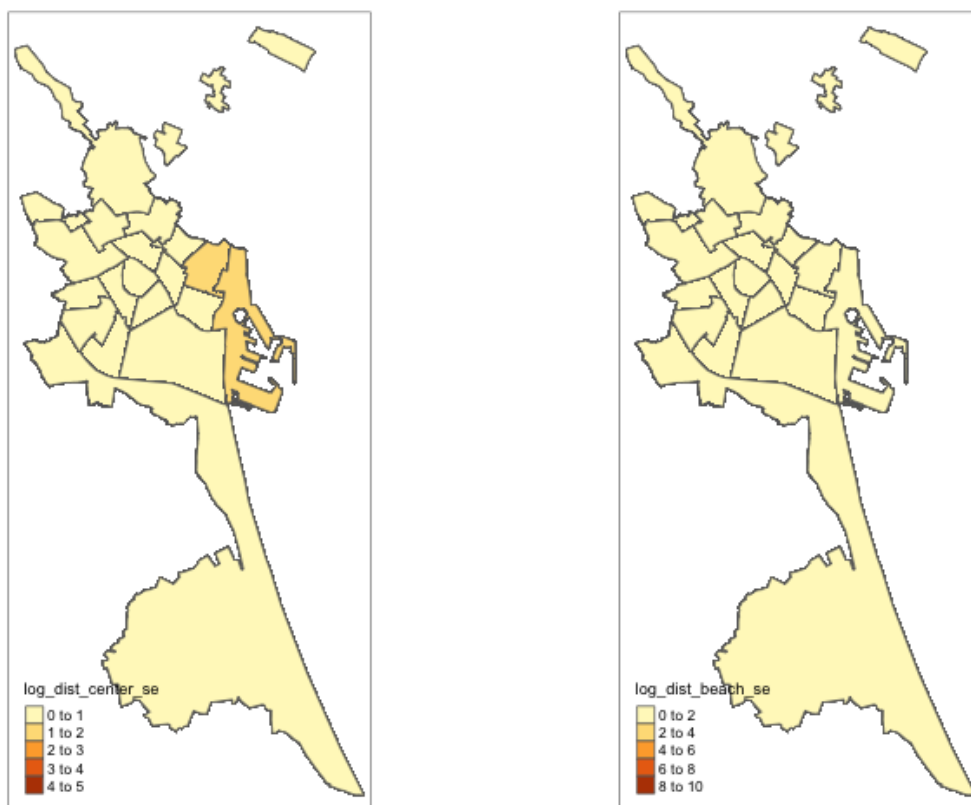 log_dist_center_se
0 to 1
1 to 2
2 to 3
3 to 4
4 to 5
log_dist_beach_se
0 to 2
2 to 4
4 to 6
6 to 8
8 to 10